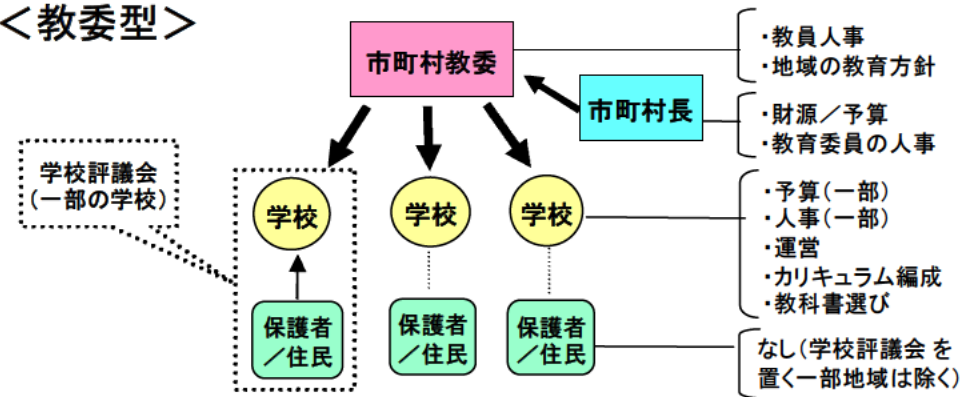 ＜教委型＞
市町村教委
・教員人事
・地域の教育方針
市町村長
・財源／予算
・教育委員の人事
学校評議会
（一部の学校）
学校
学校
学校
・予算（一部）
・人事（一部）
・運営
・カリキュラム編成
・教科書選び
保護者
／住民
保護者
／住民
保護者
／住民
なし（学校評議会 を
置く一部地域は除く）